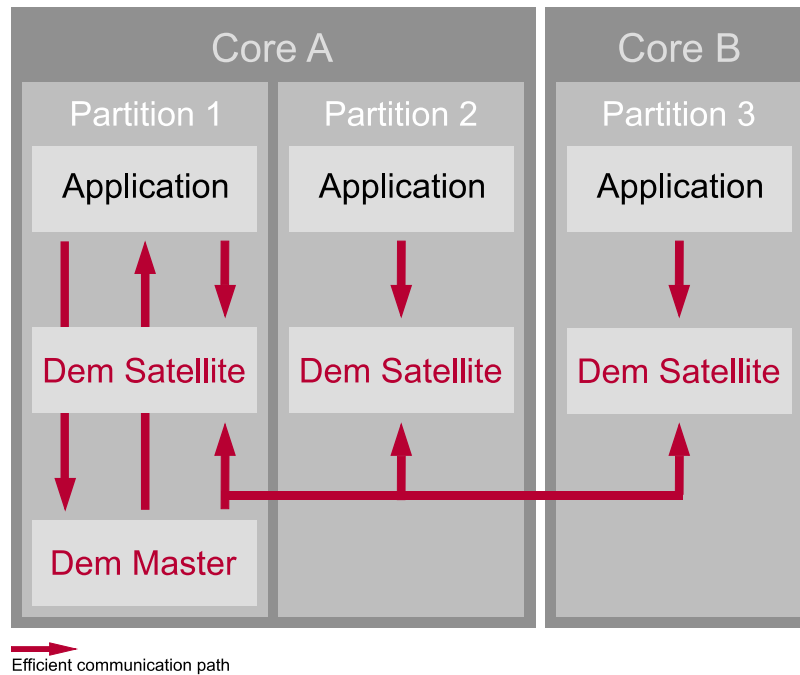 Core A
Core B
Partition 1
Partition 2
Partition 3
Application
Application
Application
Dem Satellite
Dem Satellite
Dem Satellite
Dem Master
Efficient communication path